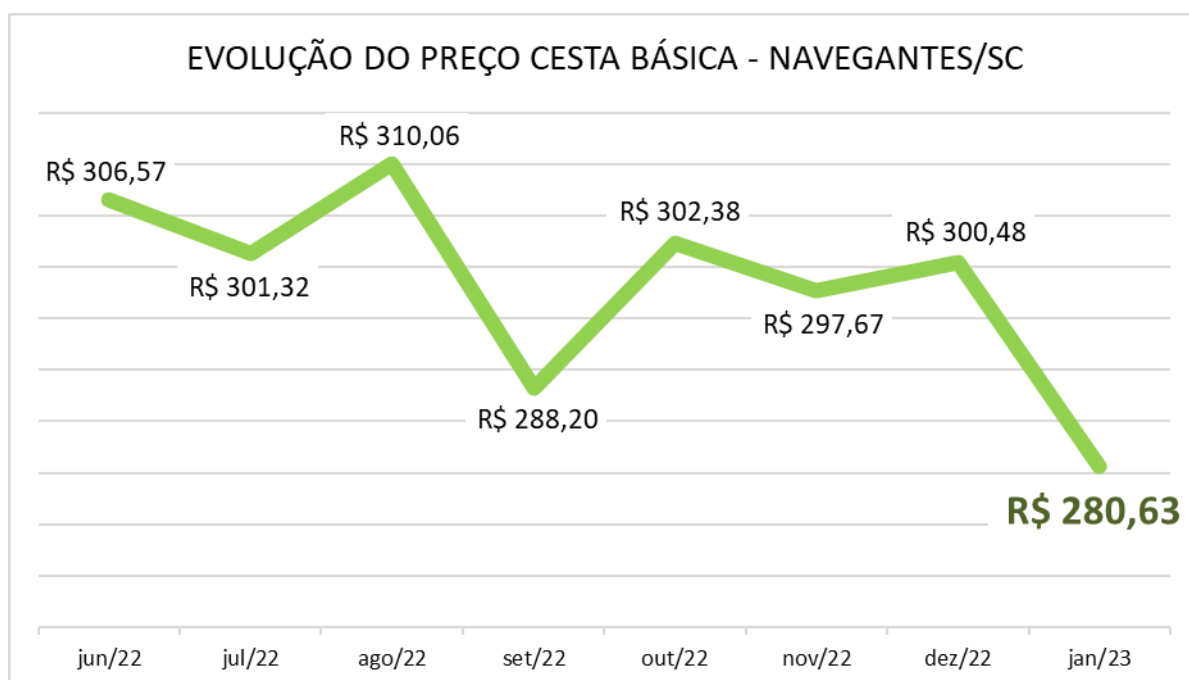 EVOLUÇÃO DO PREÇO CESTA BÁSICA - NAVEGANTES/SC
R$ 306,57
R$ 301,32
R$ 310,06
R$ 288,20
R$ 302,38
R$ 297,67
R$ 300,48
R$ 280,63
jun/22
jul/22
ago/22
set/22
out/22
nov/22
dez/22
jan/23